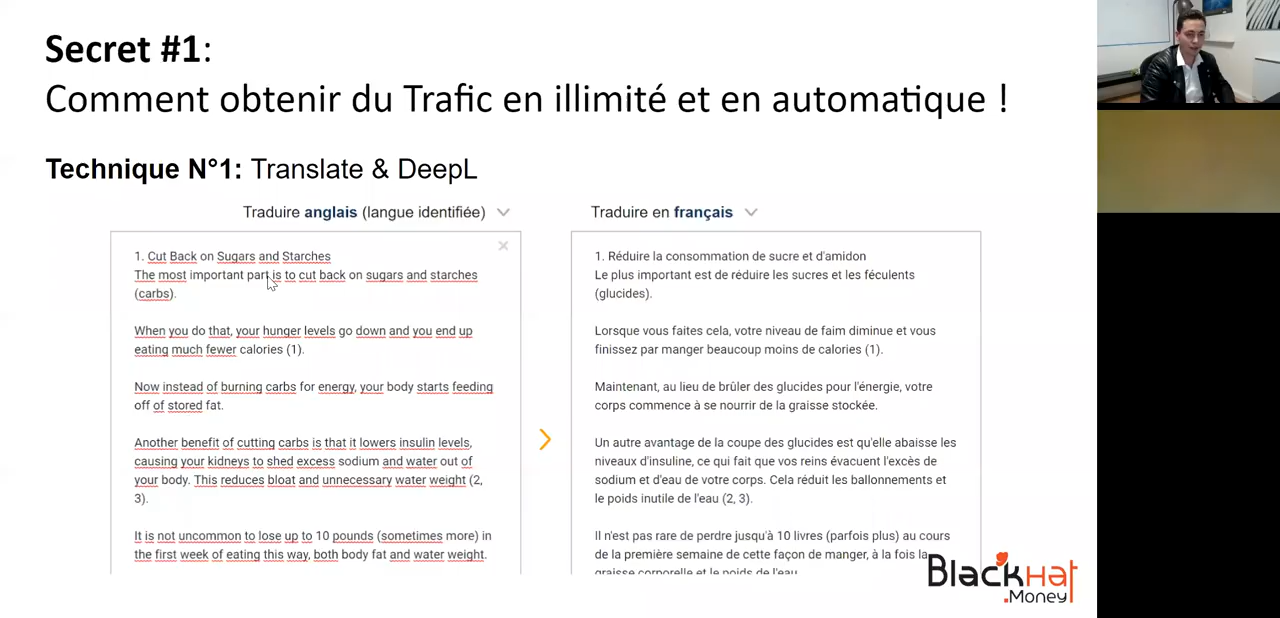 Secret #1:
Comment obtenir du Trafic en illimité et en automatique !
Technique N°1: Translate & DeepL
Traduire anglais (langue identifiée)
1. Cut Back on Sugars and Starches
The most important part is to cut back on sugars and starches
(carbs).
When you do that, your hunger levels go down and you end up
eating much fewer calories (1).
Now instead of burning carbs for energy, your body starts feeding
off of stored fat.
Another benefit of cutting carbs is that it lowers insulin levels,
causing your kidneys to shed excess sodium and water out of
your body. This reduces bloat and unnecessary water weight (2,
3).
It is not uncommon to lose up to 10 pounds (sometimes more) in
the first week of eating this way, both body fat and water weight.
Traduire en français
1. Réduire la consommation de sucre et d'amidon
Le plus important est de réduire les sucres et les féculents
(glucides).
Lorsque vous faites cela, votre niveau de faim diminue et vous
finissez par manger beaucoup moins de calories (1).
Maintenant, au lieu de brûler des glucides pour l'énergie, votre
corps commence à se nourrir de la graisse stockée.
Un autre avantage de la coupe des glucides est qu'elle abaisse les
niveaux d'insuline, ce qui fait que vos reins évacuent l'excès de
sodium et d'eau de votre corps. Cela réduit les ballonnements et
le poids inutile de l'eau (2, 3).
Il n'est pas rare de perdre jusqu'à 10 livres (parfois plus) au cours
de la première semaine de cette façon de manger, à la fois la
graisse corporelle et le poids de l'eau.
BlackHat
.Money